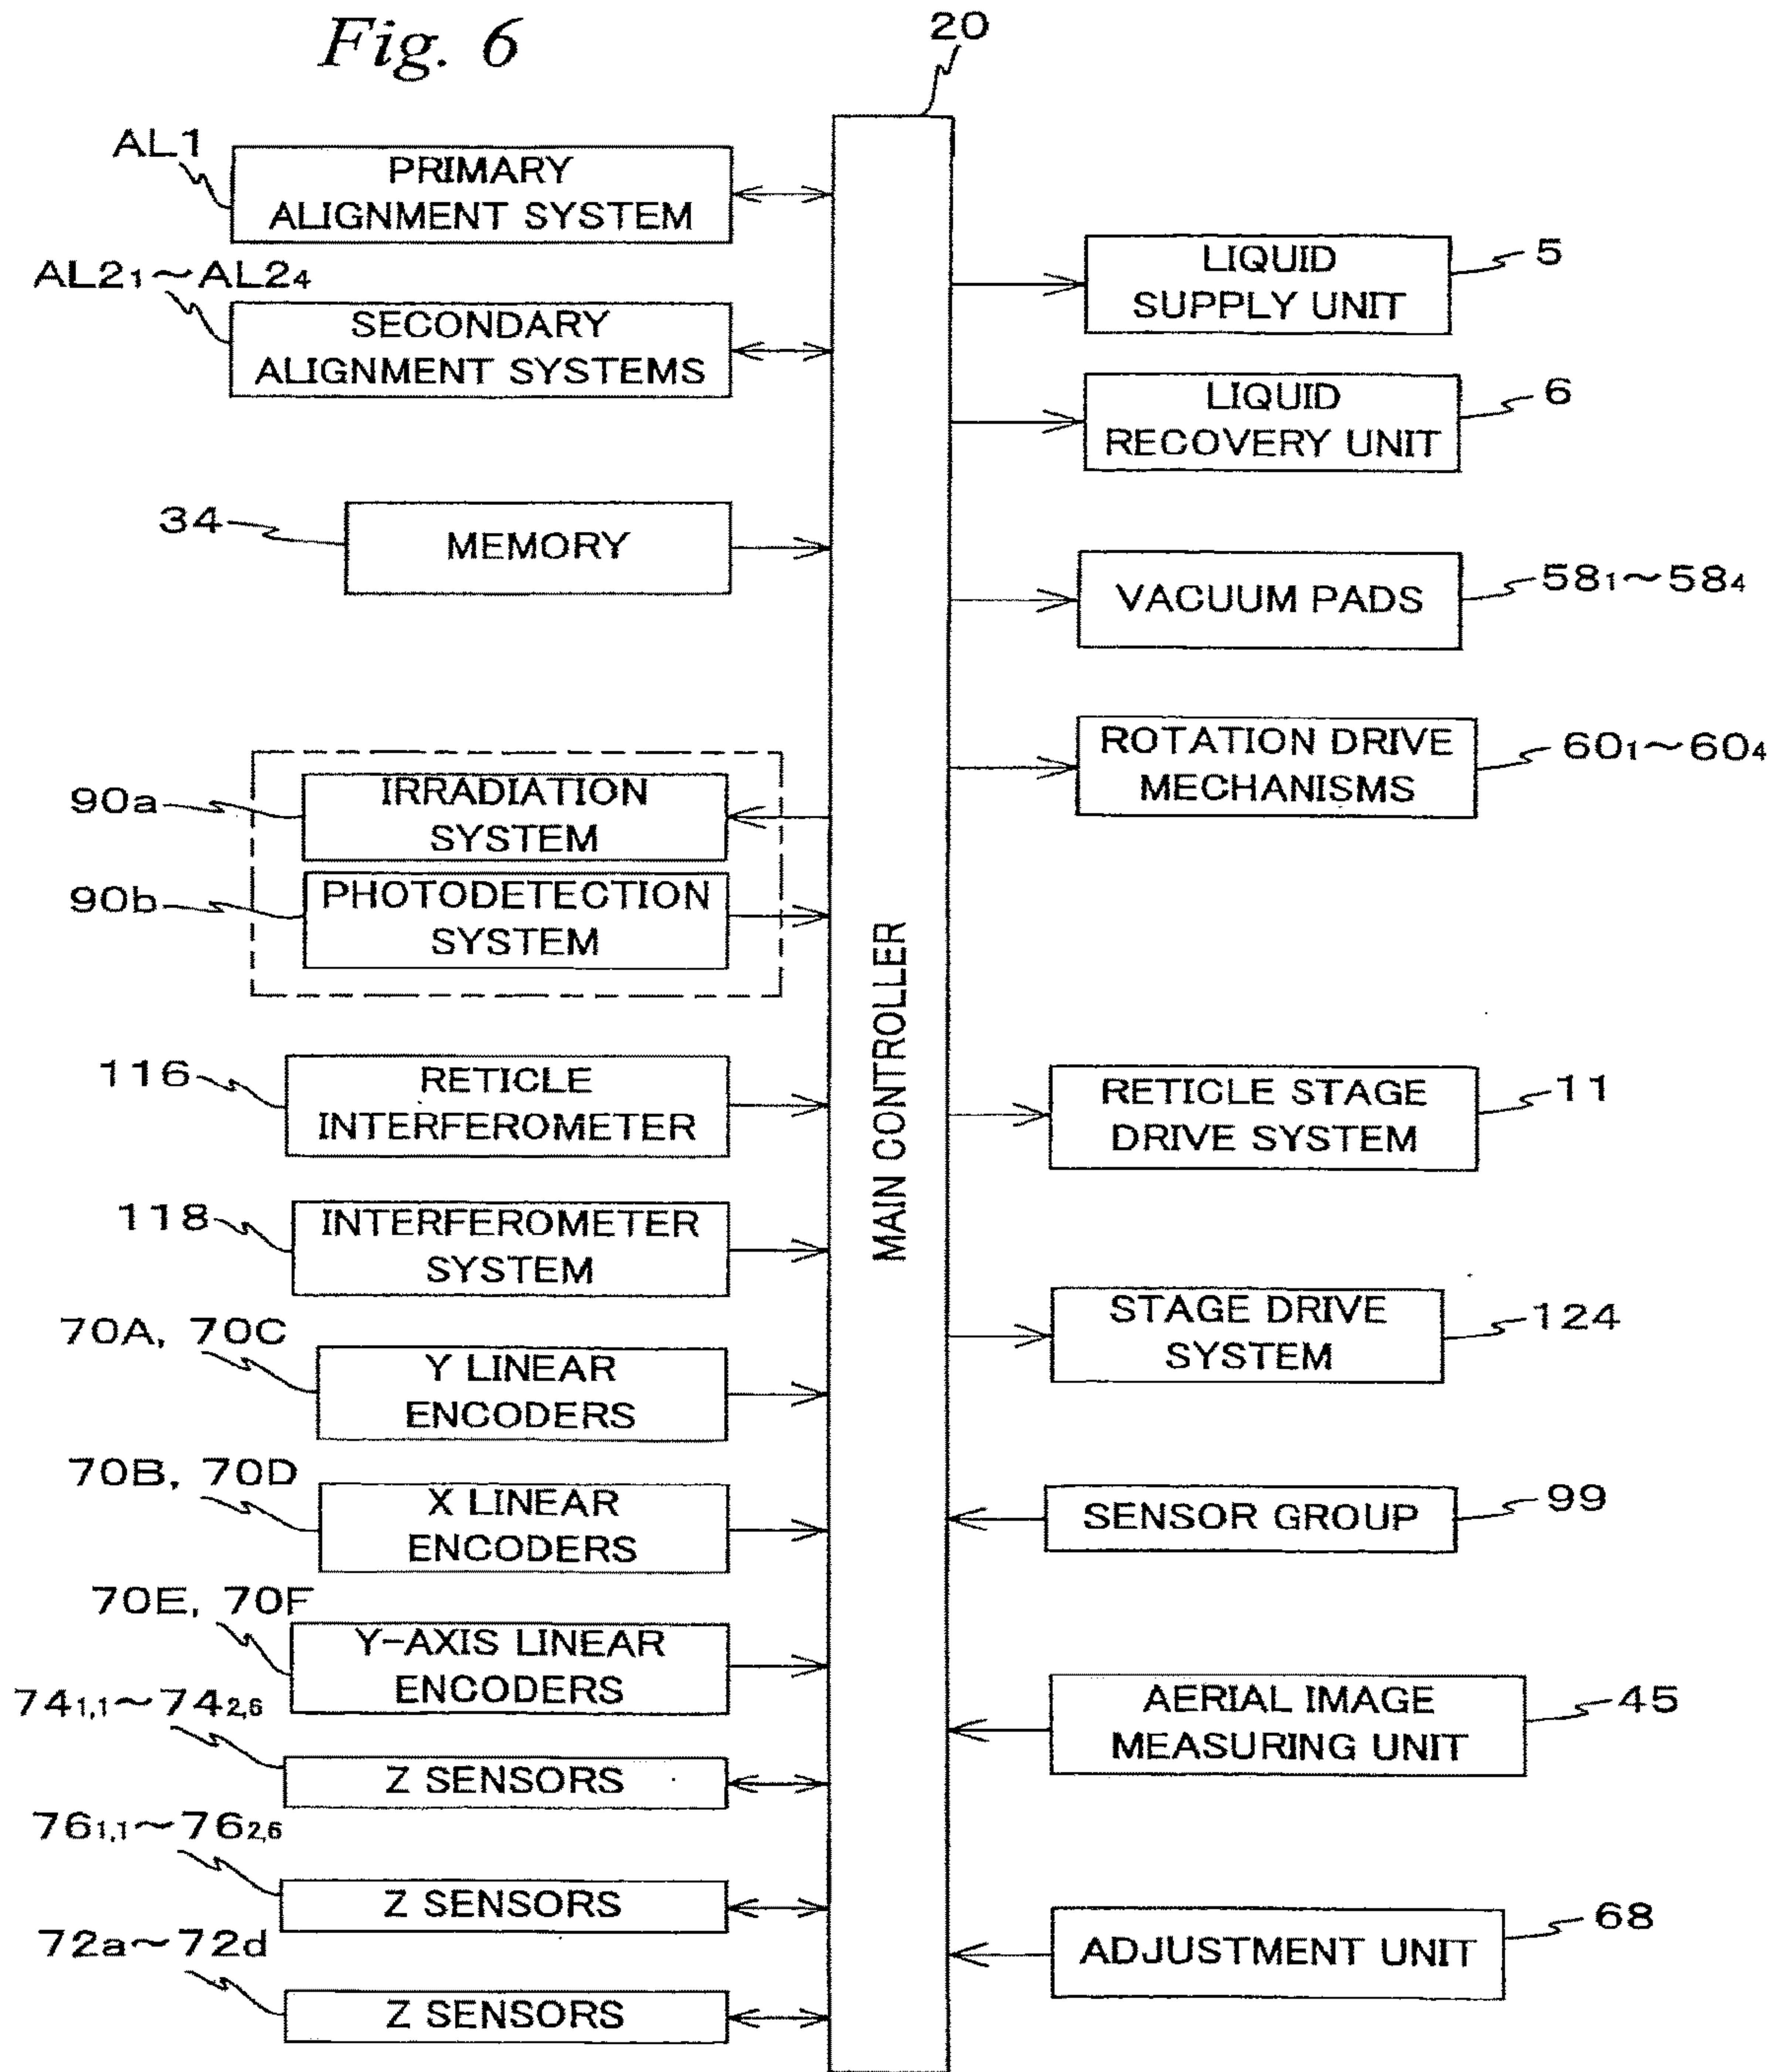 Fig. 6
20
AL1
PRIMARY
ALIGNMENT SYSTEM
AL2₁～AL2₄
SECONDARY
ALIGNMENT SYSTEMS
34
MEMORY
90a
IRRADIATION
SYSTEM
90b
PHOTODETECTION
SYSTEM
116
RETICLE
INTERFEROMETER
118
INTERFEROMETER
SYSTEM
70A, 70C
Y LINEAR
ENCODERS
70B, 70D
X LINEAR
ENCODERS
70E, 70F
Y-AXIS LINEAR
ENCODERS
74₁,₁～74₂,₆
Z SENSORS
76₁,₁～76₂,₆
Z SENSORS
72a～72d
Z SENSORS
MAIN CONTROLLER
LIQUID
SUPPLY UNIT
5
LIQUID
RECOVERY UNIT
6
VACUUM PADS
58₁～58₄
ROTATION DRIVE
MECHANISMS
60₁～60₄
RETICLE STAGE
DRIVE SYSTEM
11
STAGE DRIVE
SYSTEM
124
SENSOR GROUP
99
AERIAL IMAGE
MEASURING UNIT
45
ADJUSTMENT UNIT
68